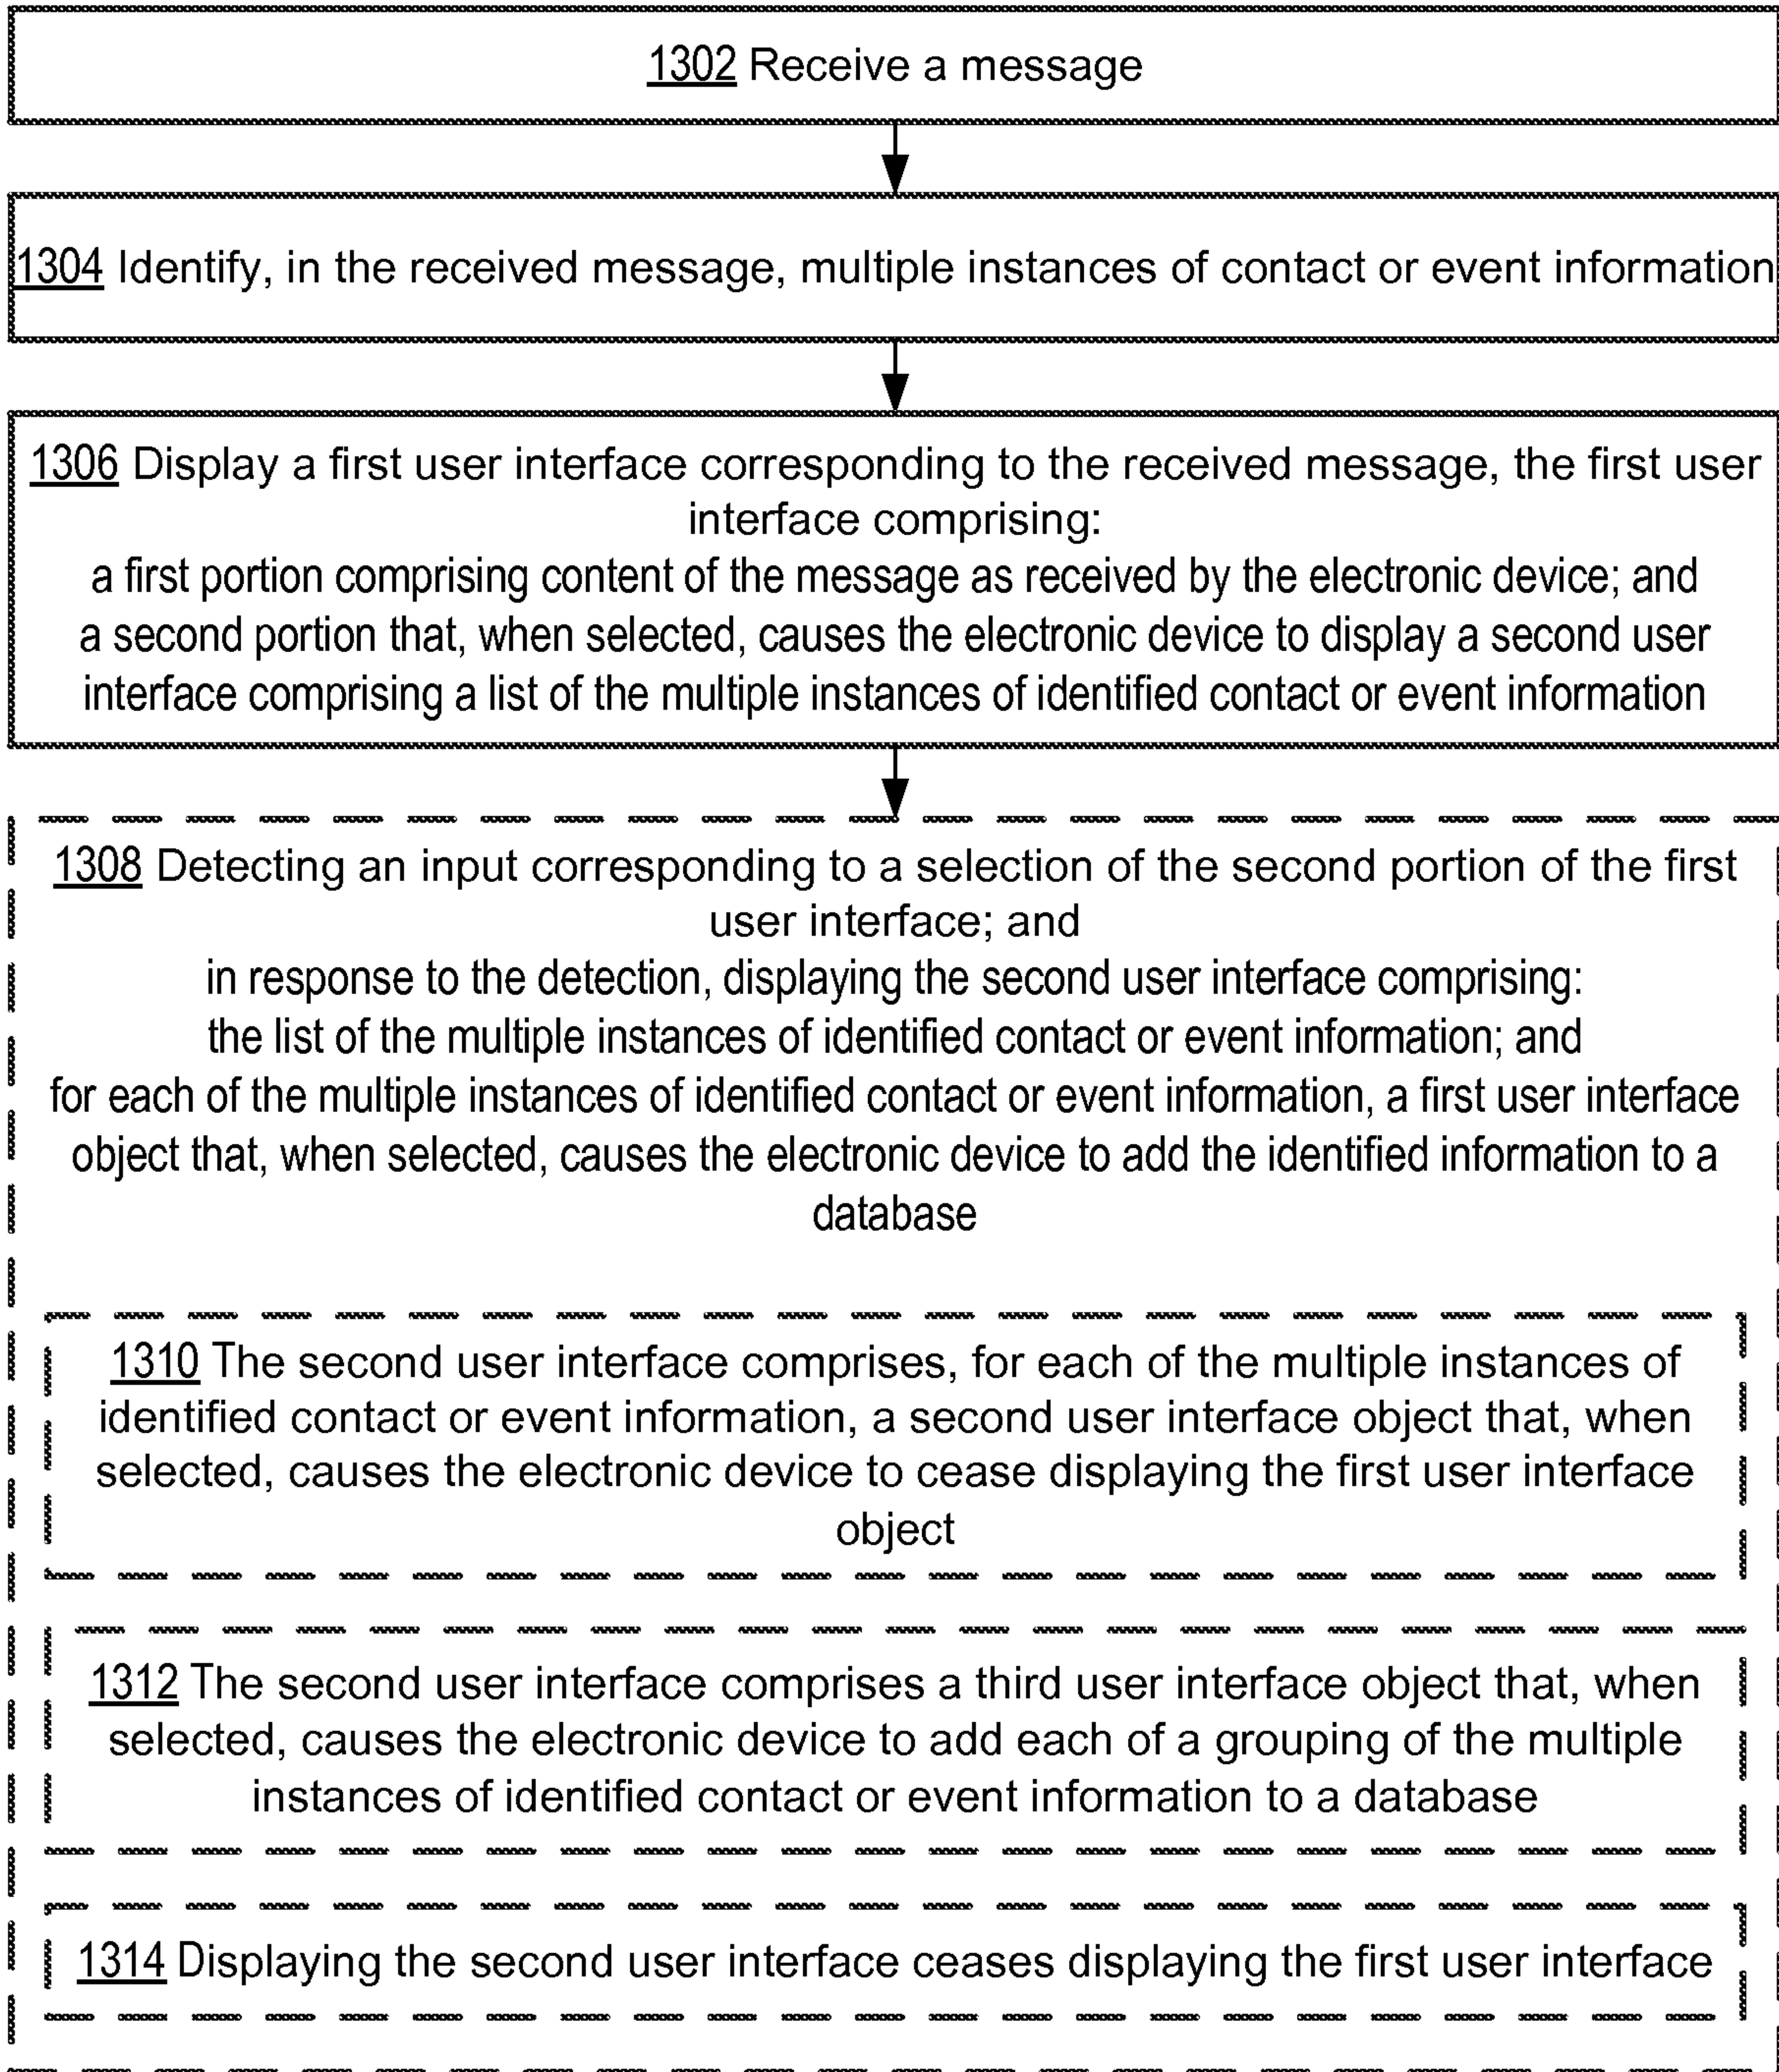 1302 Receive a message
1304 Identify, in the received message, multiple instances of contact or event information
1306 Display a first user interface corresponding to the received message, the first user
interface comprising:
a first portion comprising content of the message as received by the electronic device; and
a second portion that, when selected, causes the electronic device to display a second user
interface comprising a list of the multiple instances of identified contact or event information
1308 Detecting an input corresponding to a selection of the second portion of the first
user interface; and
in response to the detection, displaying the second user interface comprising:
the list of the multiple instances of identified contact or event information; and
for each of the multiple instances of identified contact or event information, a first user interface
object that, when selected, causes the electronic device to add the identified information to a
database
1310 The second user interface comprises, for each of the multiple instances of
identified contact or event information, a second user interface object that, when
selected, causes the electronic device to cease displaying the first user interface
object
1312 The second user interface comprises a third user interface object that, when
selected, causes the electronic device to add each of a grouping of the multiple
instances of identified contact or event information to a database
1314 Displaying the second user interface ceases displaying the first user interface